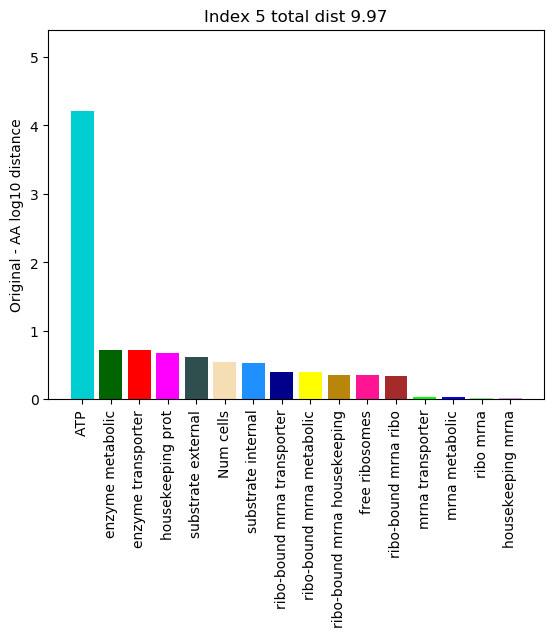 Index 5 total dist 9.97
Original - AA log10 distance
5
4
3
2
1
0
ATP
enzyme metabolic
enzyme transporter
housekeeping prot
substrate external
Num cells
substrate internal
ribo-bound mrna transporter
ribo-bound mrna metabolic
ribo-bound mrna housekeeping
free ribosomes
ribo-bound mrna ribo
mrna transporter
mrna metabolic
ribo mrna
housekeeping mrna